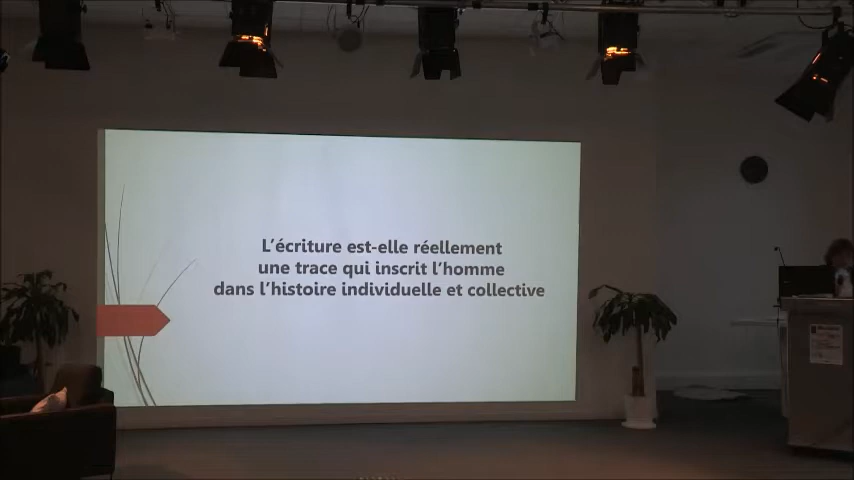 L'écriture est-elle réellement
une trace qui inscrit l'homme
dans l'histoire individuelle et collective